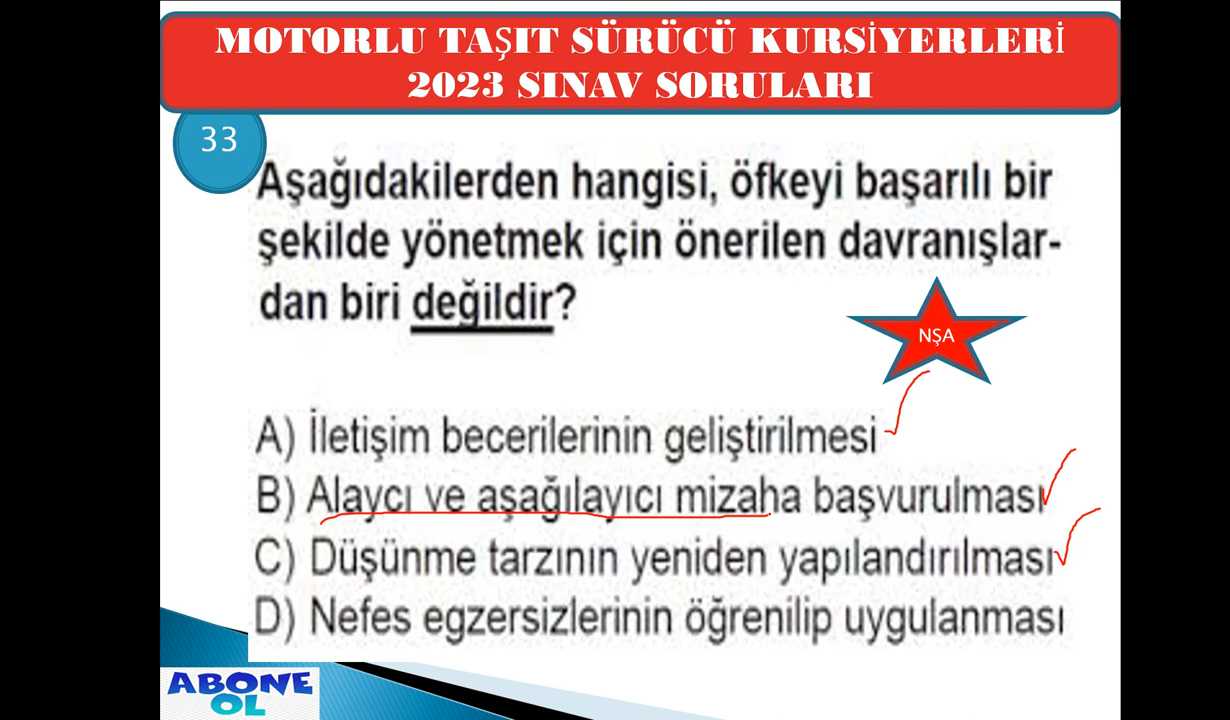 MOTORLU TAŞIT SÜRÜCÜ KURSİYERLERİ
2023 SINAV SORULARI
33
Aşağıdakilerden hangisi, öfkeyi başarılı bir
şekilde yönetmek için önerilen davranışlar-
dan biri değildir?
NŞA
A) İletişim becerilerinin geliştirilmesi
B) Alaycı ve aşağılayıcı mizaha başvurulması
C) Düşünme tarzının yeniden yapılandırılması
D) Nefes egzersizlerinin öğrenilip uygulanması
ABONE
OL